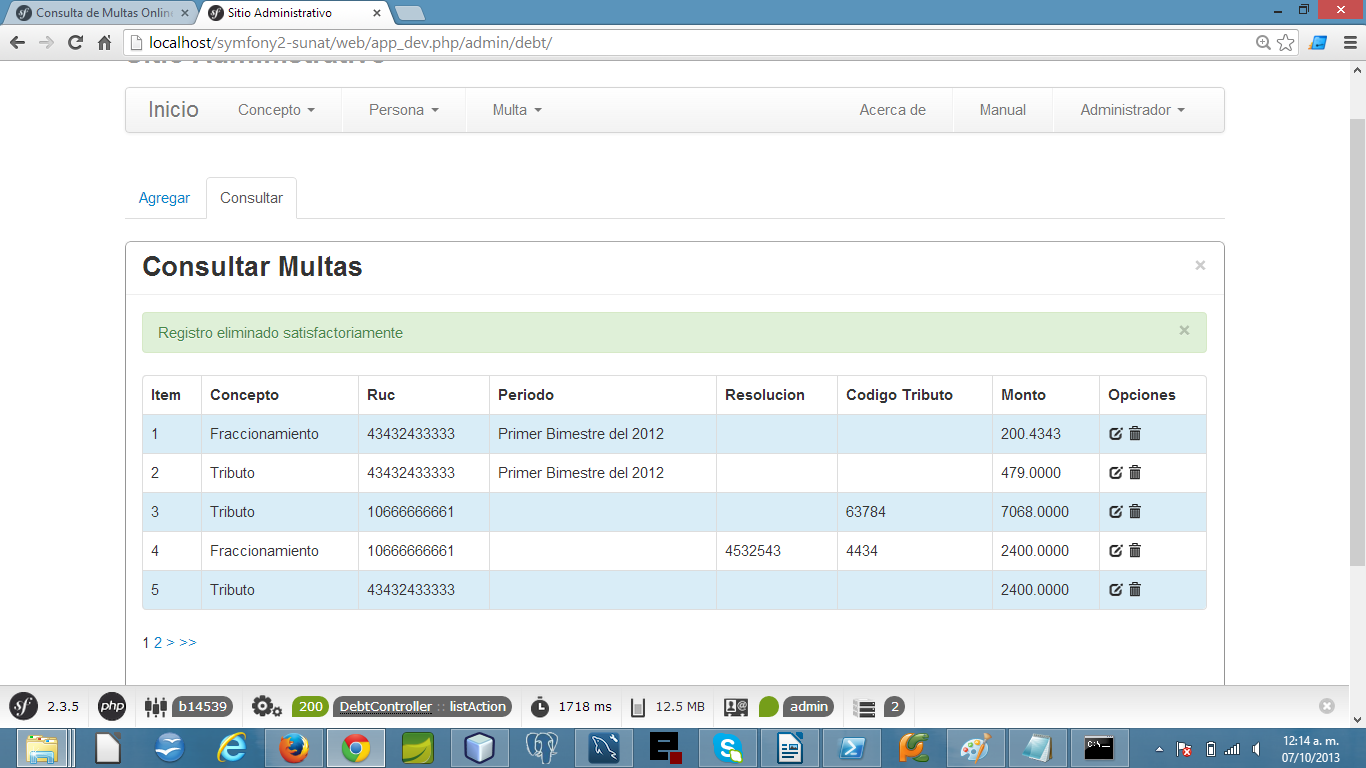 Consulta de Multas Onlin
Sitio Administrativo
localhost/symfony2-sunat/web/app_dev.php/admin/debt/
Sitio Administrativo
Inicio Concepto Persona Multa Acerca de Manual Administrador
Agregar Consultar
Consultar Multas ×
Registro eliminado satisfactoriamente ×
Item Concepto Ruc Periodo Resolucion Codigo Tributo Monto Opciones
1 Fraccionamiento 43432433333 Primer Bimestre del 2012 200.4343
2 Tributo 43432433333 Primer Bimestre del 2012 479.0000
3 Tributo 10666666661 63784 7068.0000
4 Fraccionamiento 10666666661 4532543 4434 2400.0000
5 Tributo 43432433333 2400.0000
1 2 > >>
sf 2.3.5 php b14539 200 DebtController :: listAction 1718 ms 12.5 MB admin 2
12:14 a. m.
07/10/2013